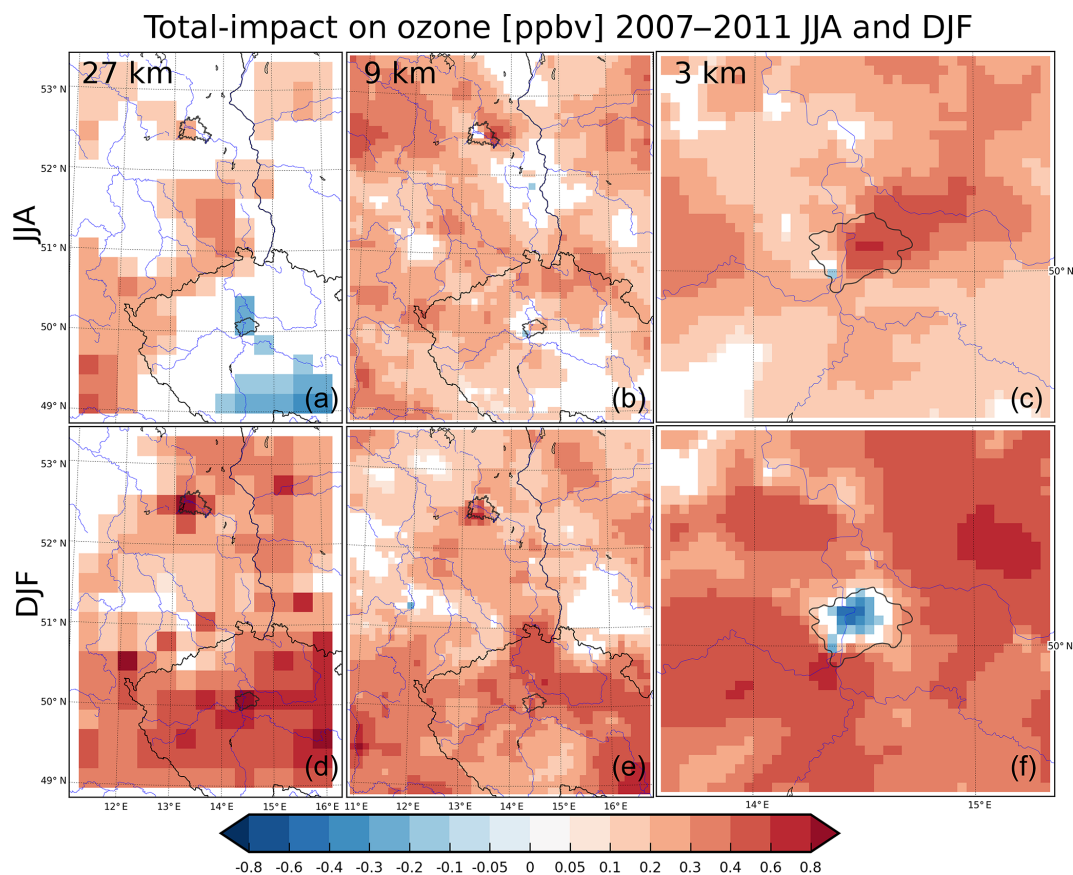 Total-impact on ozone [ppbv] 2007–2011 JJA and DJF
27 km
9 km
3 km
53° N
52° N
51° N
50° N
49° N
JJA
50° N
(a)
(b)
(c)
53° N
52° N
51° N
50° N
49° N
DJF
50° N
(d)
(e)
(f)
12°E 13°E 14°E 15°E 16°E
11°E 12°E 13°E 14°E 15°E 16°E
14°E 15°E
-0.8 -0.6 -0.4 -0.3 -0.2 -0.1 -0.05 0 0.05 0.1 0.2 0.3 0.4 0.6 0.8